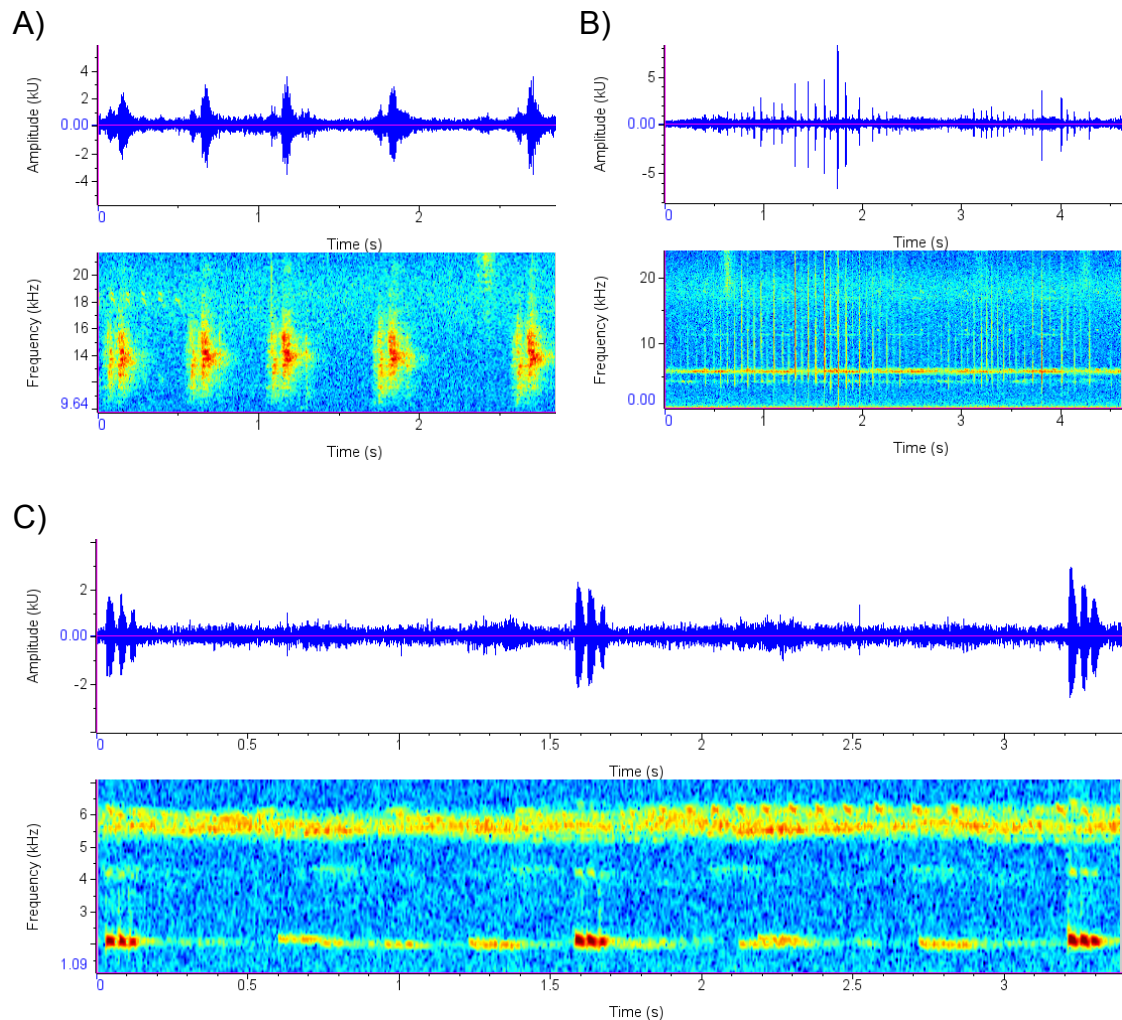 A)
Amplitude (kU)
4
2
0.00
-2
-4
0 1 2
Time (s)
Frequency (kHz)
20
18
16
14
9.64
0 1 2
Time (s)
B)
Amplitude (kU)
5
0.00
-5
0 1 2 3 4
Time (s)
Frequency (kHz)
20
10
0.00
0 1 2 3 4
Time (s)
C)
Amplitude (kU)
2
0.00
-2
0 0.5 1 1.5 2 2.5 3
Time (s)
Frequency (kHz)
6
5
4
3
1.09
0 0.5 1 1.5 2 2.5 3
Time (s)